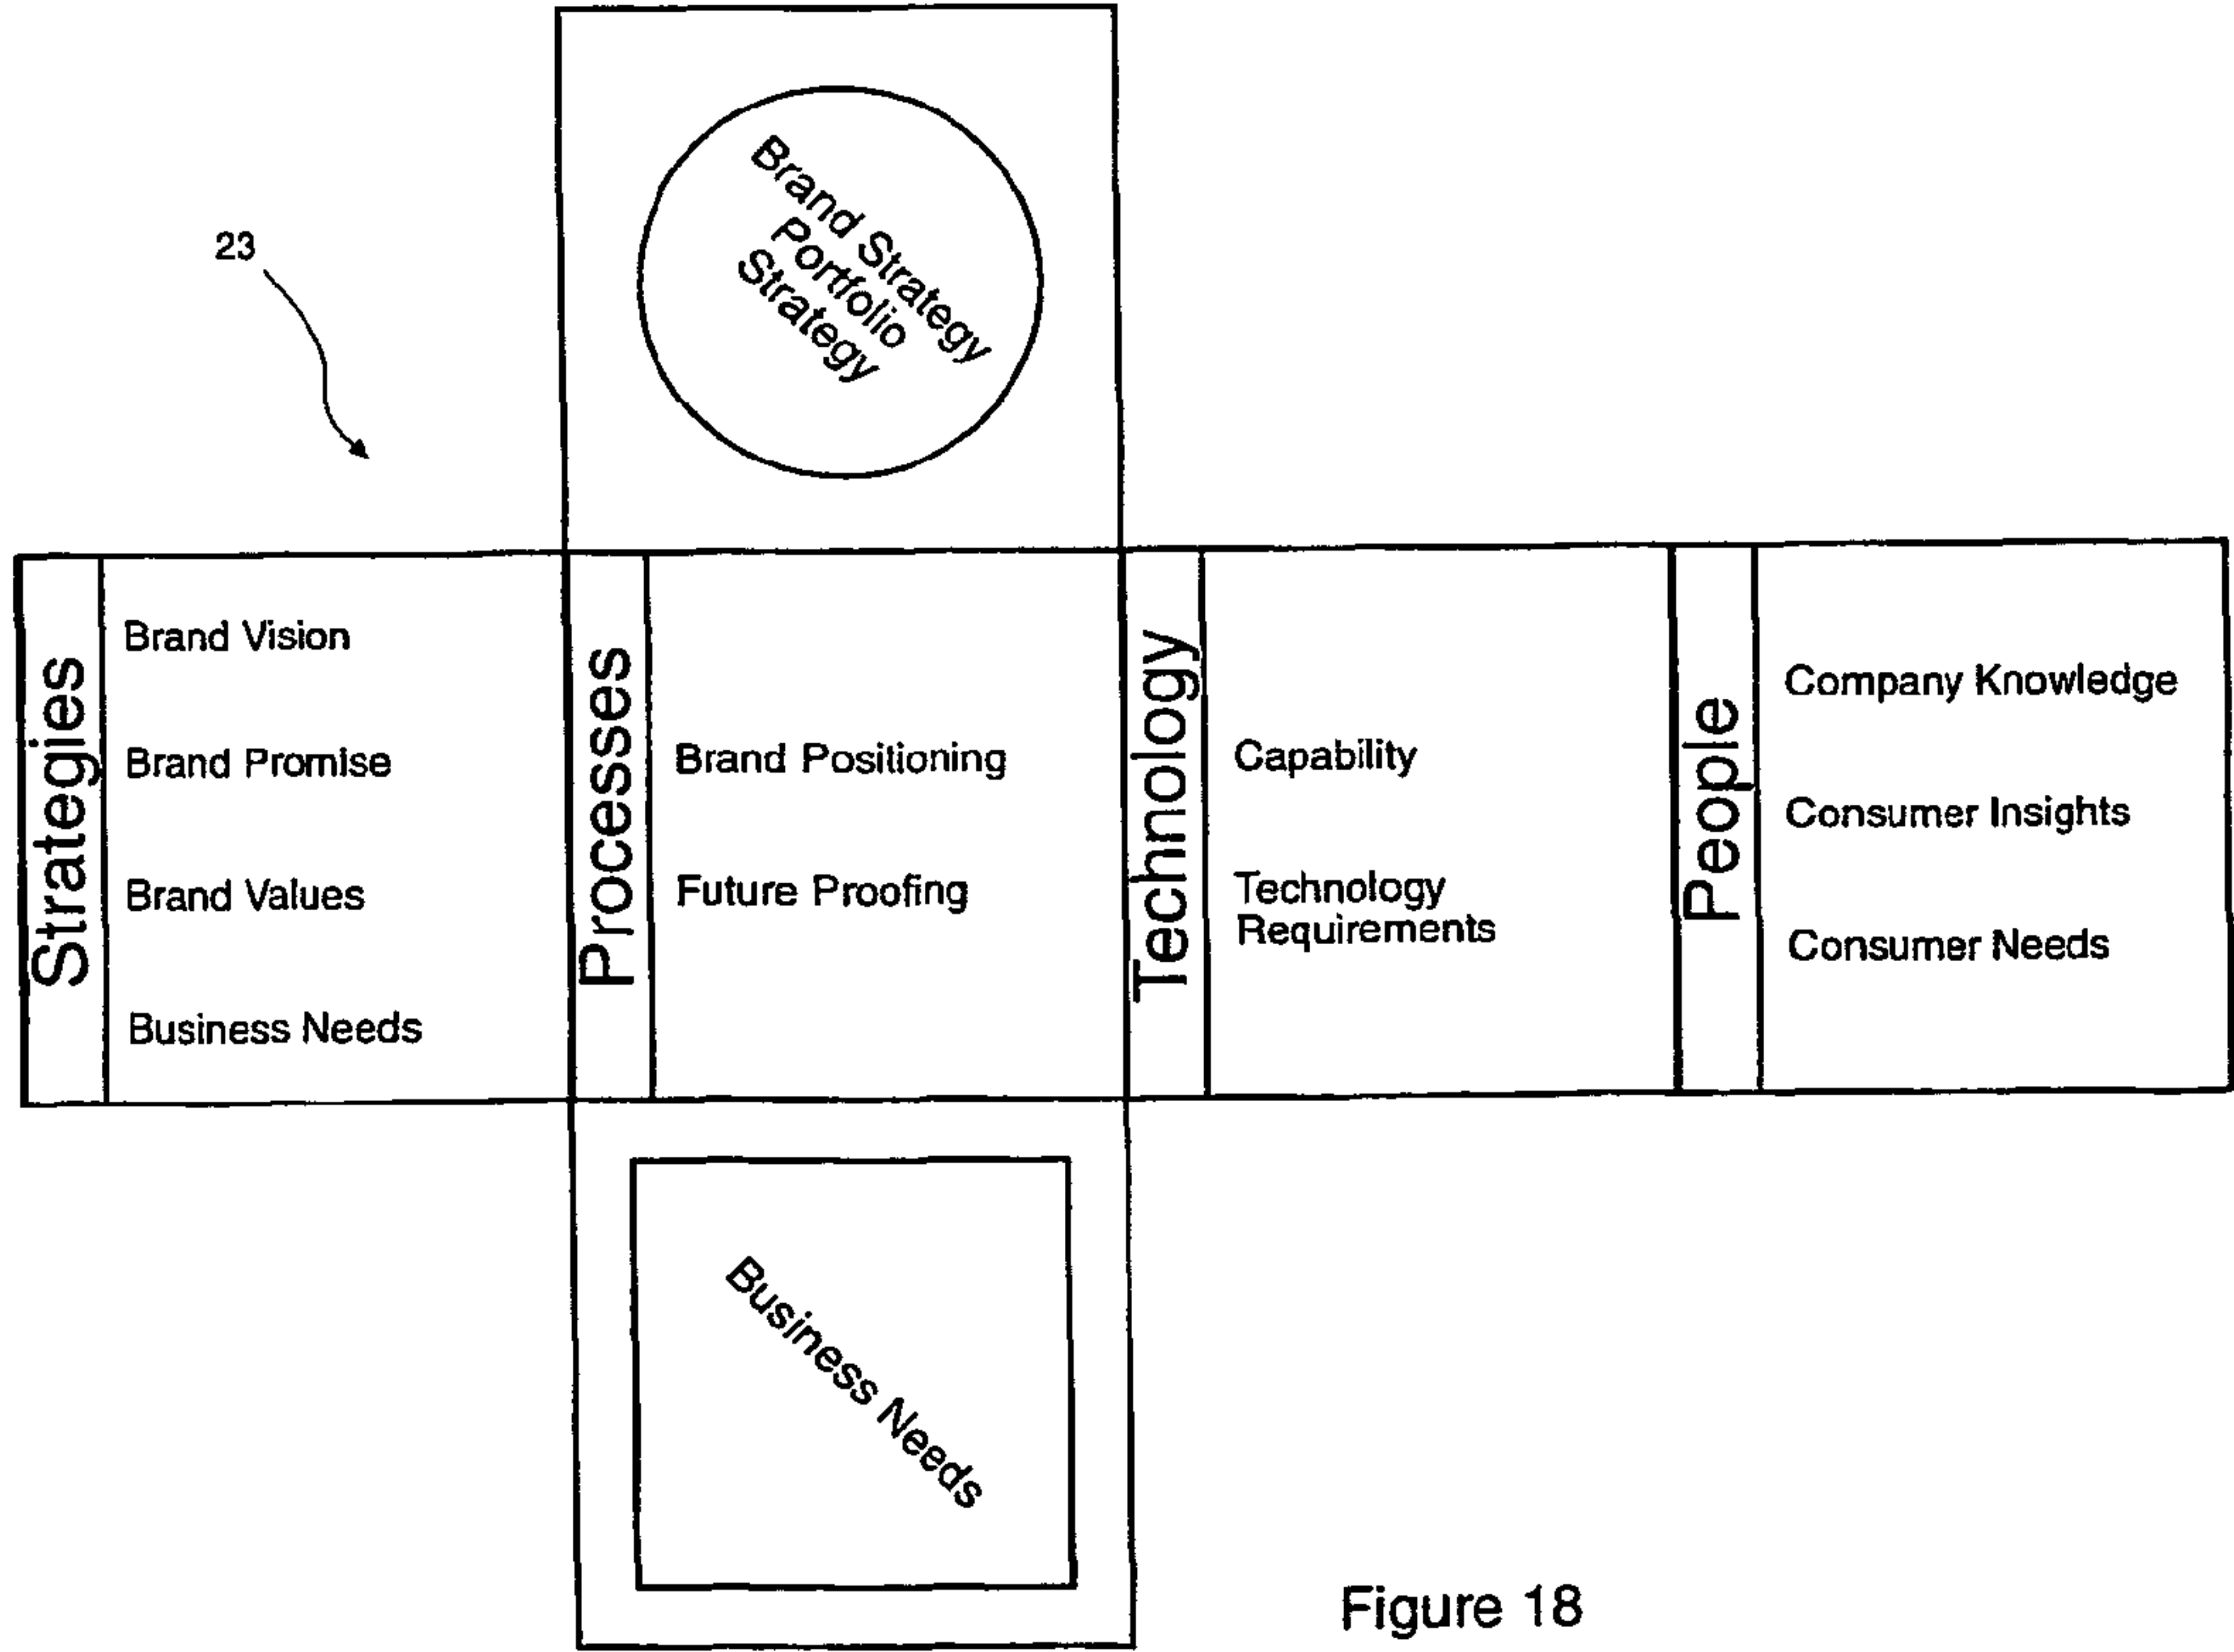 Brand Strategy
Portfolio
Strategy
23
Strategies
Brand Vision
Brand Promise
Brand Values
Business Needs
Processes
Brand Positioning
Future Proofing
Technology
Capability
Technology
Requirements
People
Company Knowledge
Consumer Insights
Consumer Needs
Business Needs
Figure 18